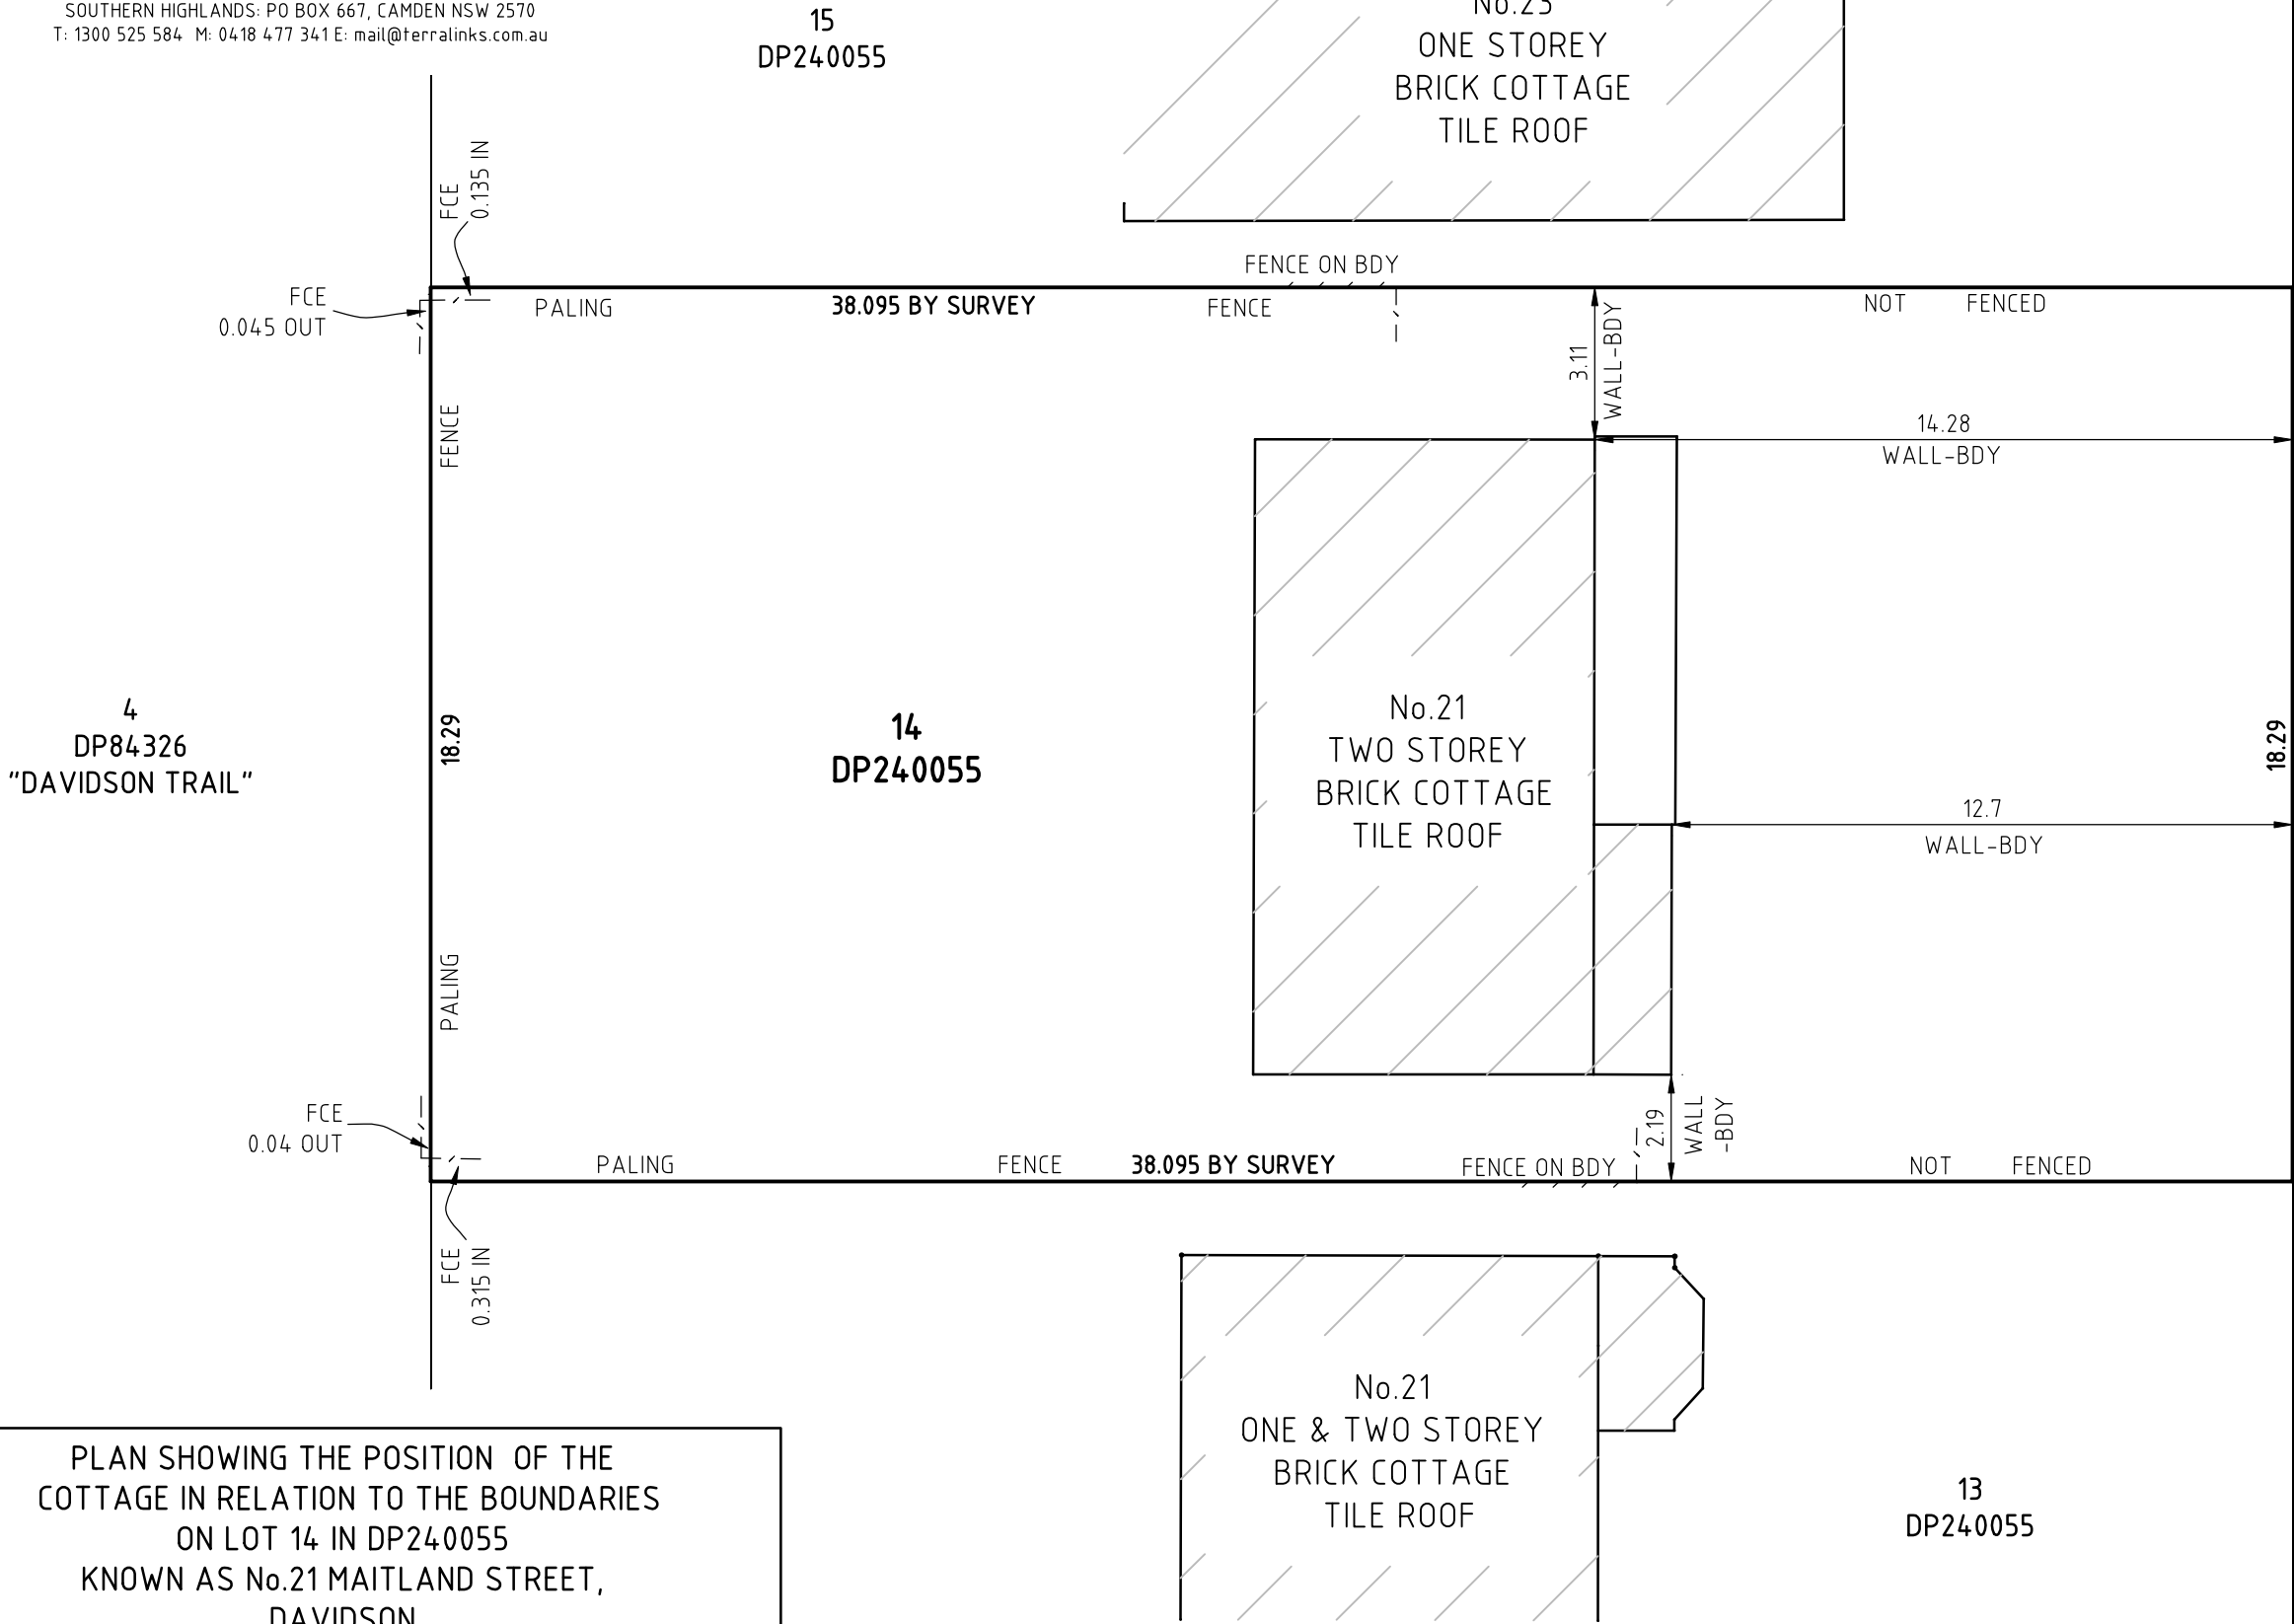 SOUTHERN HIGHLANDS: PO BOX 667, CAMDEN NSW 2570
T: 1300 525 584 M: 0418 477 341 E: mail@terralinks.com.au
15
DP240055
No.23
ONE STOREY
BRICK COTTAGE
TILE ROOF
FCE
0.135 IN
FENCE ON BDY
FCE
0.045 OUT
PALING
38.095 BY SURVEY
FENCE
NOT FENCED
3.11
WALL-BDY
FENCE
14.28
WALL-BDY
4
DP84326
"DAVIDSON TRAIL"
18.29
14
DP240055
No.21
TWO STOREY
BRICK COTTAGE
TILE ROOF
18.29
12.7
WALL-BDY
PALING
FCE
0.04 OUT
2.19
WALL
-BDY
PALING
FENCE
38.095 BY SURVEY
FENCE ON BDY
NOT FENCED
FCE
0.315 IN
No.21
ONE & TWO STOREY
BRICK COTTAGE
TILE ROOF
13
DP240055
PLAN SHOWING THE POSITION OF THE
COTTAGE IN RELATION TO THE BOUNDARIES
ON LOT 14 IN DP240055
KNOWN AS No.21 MAITLAND STREET,
DAVIDSON